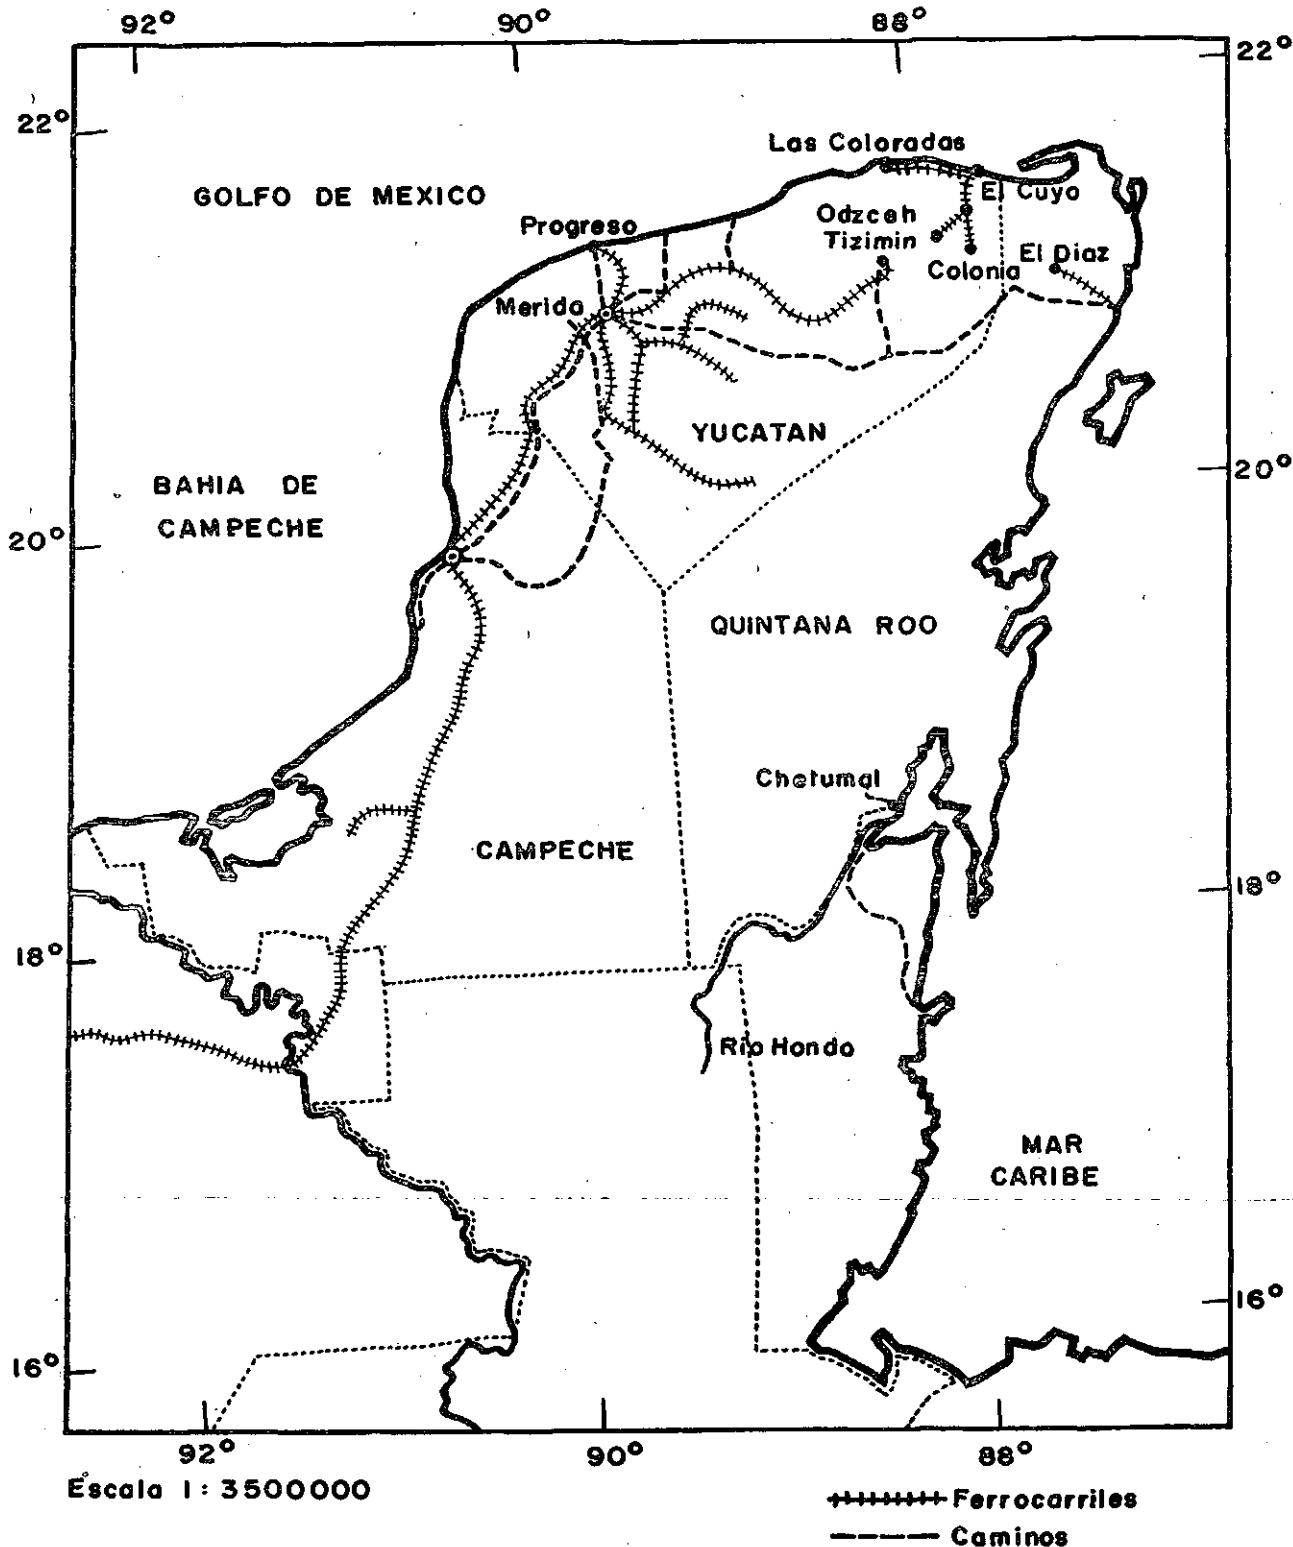 92° 90° 88°
22°
22°
Las Coloradas
GOLFO DE MEXICO
El Cuyo
Odzceh
Progreso
Tizimin
El Diaz
Colonia
Merida
YUCATAN
20°
BAHIA DE
CAMPECHE
20°
QUINTANA ROO
Chetumal
CAMPECHE
18°
18°
Río Hondo
MAR
CARIBE
16°
16°
92° 90° 88°
Escala 1:3500000
Ferrocarriles
Caminos